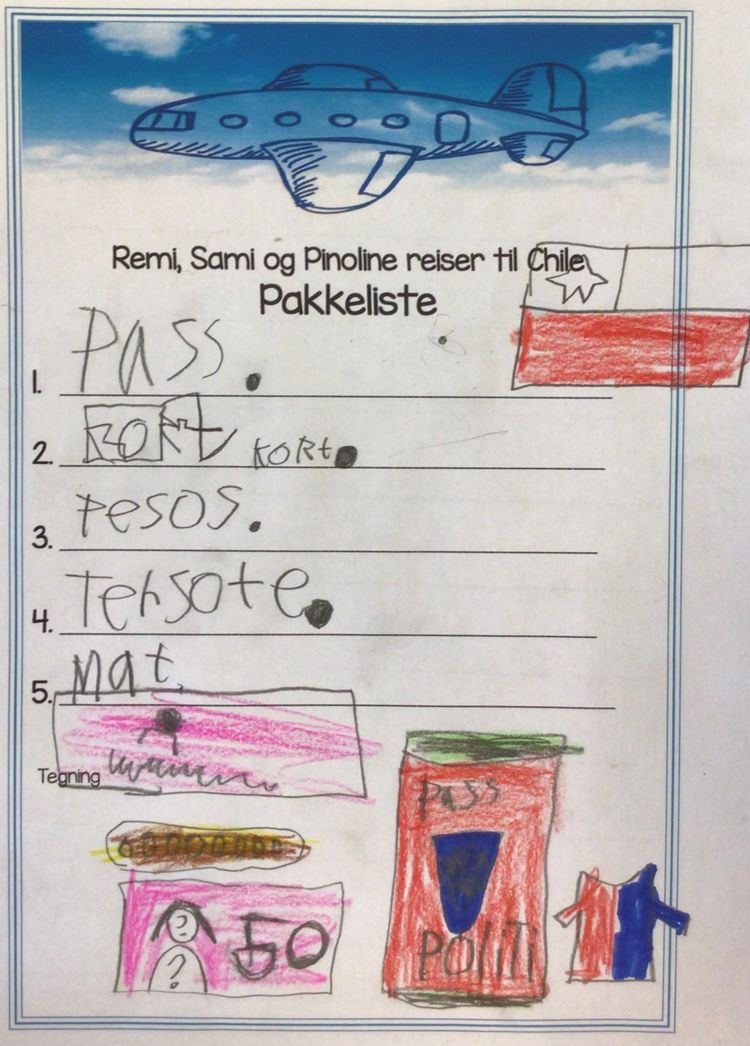 Remi, Sami og Pinoline reiser til Chile
Pakkeliste
1. Pass.
2. KORt KORt.
3. Pesos.
4. Tehsote.
5. Mat.
Tegning
Pass
POLITI
50